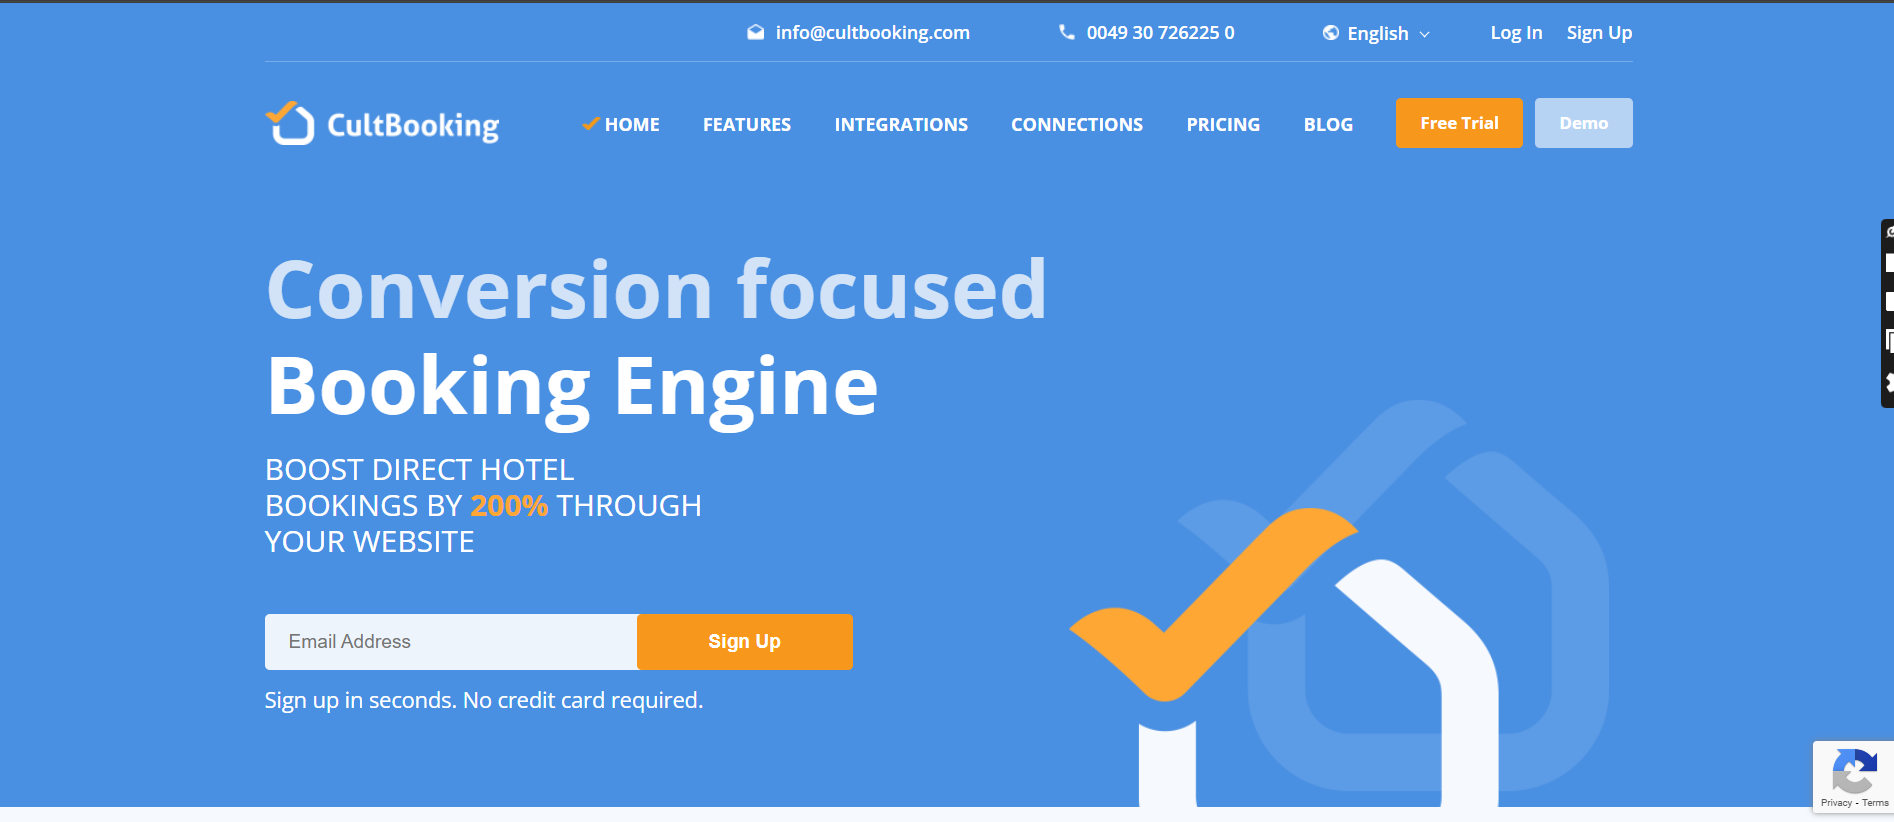 info@cultbooking.com
0049 30 726225 0
English
Log In
Sign Up
CultBooking
HOME
FEATURES
INTEGRATIONS
CONNECTIONS
PRICING
BLOG
Free Trial
Demo
Conversion focused
Booking Engine
BOOST DIRECT HOTEL
BOOKINGS BY 200% THROUGH
YOUR WEBSITE
Email Address
Sign Up
Sign up in seconds. No credit card required.
Privacy - Terms